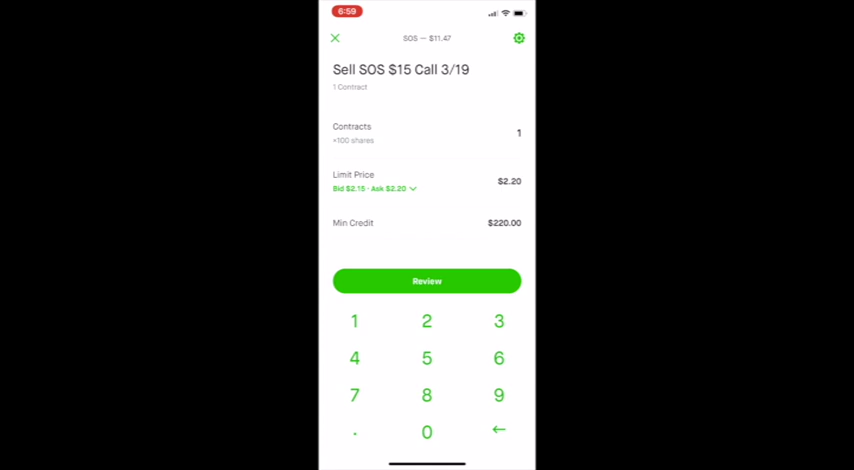 6:59
SOS — $11.47
Sell SOS $15 Call 3/19
1 Contract
Contracts
×100 shares
1
Limit Price
Bid $2.15 · Ask $2.20
$2.20
Min Credit
$220.00
Review
1 2 3
4 5 6
7 8 9
. 0